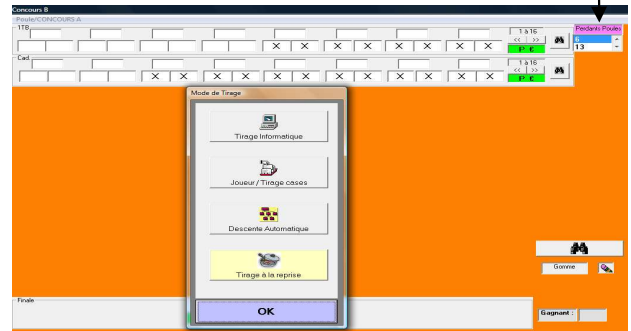 Concours B
Poule/CONCOURS A
1TB
1 à 16
Perdants Poules
<< >>
6
X X X X X X X X
P €
13
Cad
1 à 16
<< >>
X X X X X X X X X X X X
P €
Mode de Tirage
Tirage Informatique
Joueur / Tirage cases
Descente Automatique
Tirage à la reprise
Gomme
Finale
OK
Gagnant :